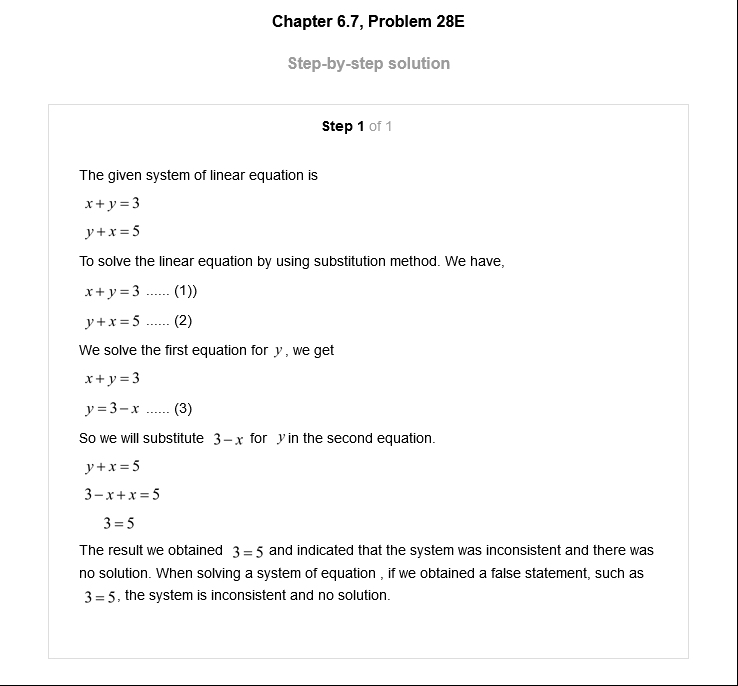 Chapter 6.7, Problem 28E
Step-by-step solution
Step 1 of 1
The given system of linear equation is
x + y = 3
y + x = 5
To solve the linear equation by using substitution method. We have,
x + y = 3 ...... (1))
y + x = 5 ...... (2)
We solve the first equation for y, we get
x + y = 3
y = 3 − x ...... (3)
So we will substitute 3 − x for y in the second equation.
y + x = 5
3 − x + x = 5
3 = 5
The result we obtained 3 = 5 and indicated that the system was inconsistent and there was
no solution. When solving a system of equation , if we obtained a false statement, such as
3 = 5, the system is inconsistent and no solution.